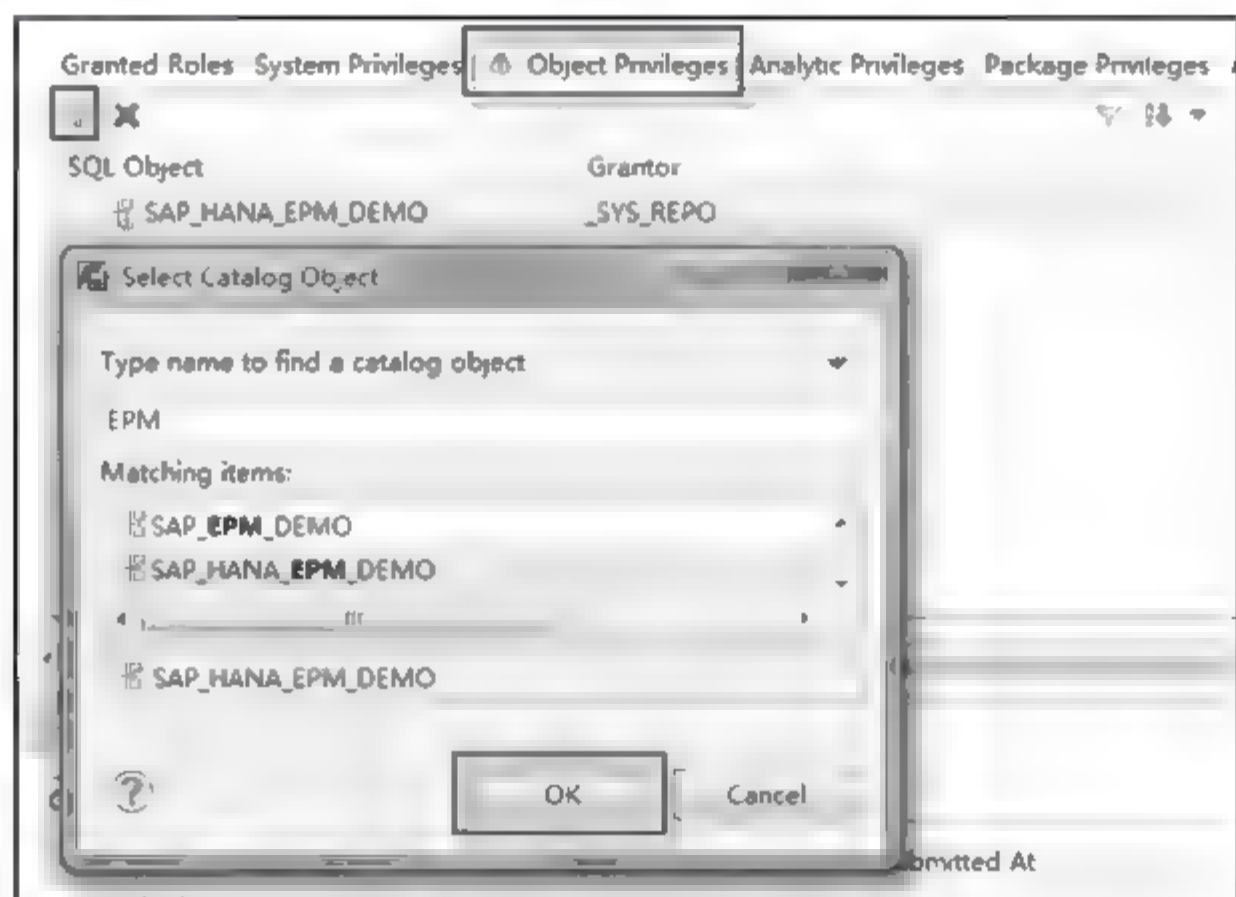 Granted Roles System Privileges Object Privileges Analytic Privileges Package Privileges
SQL Object Grantor
SAP_HANA_EPM_DEMO _SYS_REPO
Select Catalog Object
Type name to find a catalog object
EPM
Matching items:
SAP_EPM_DEMO
SAP_HANA_EPM_DEMO
SAP_HANA_EPM_DEMO
OK Cancel
At